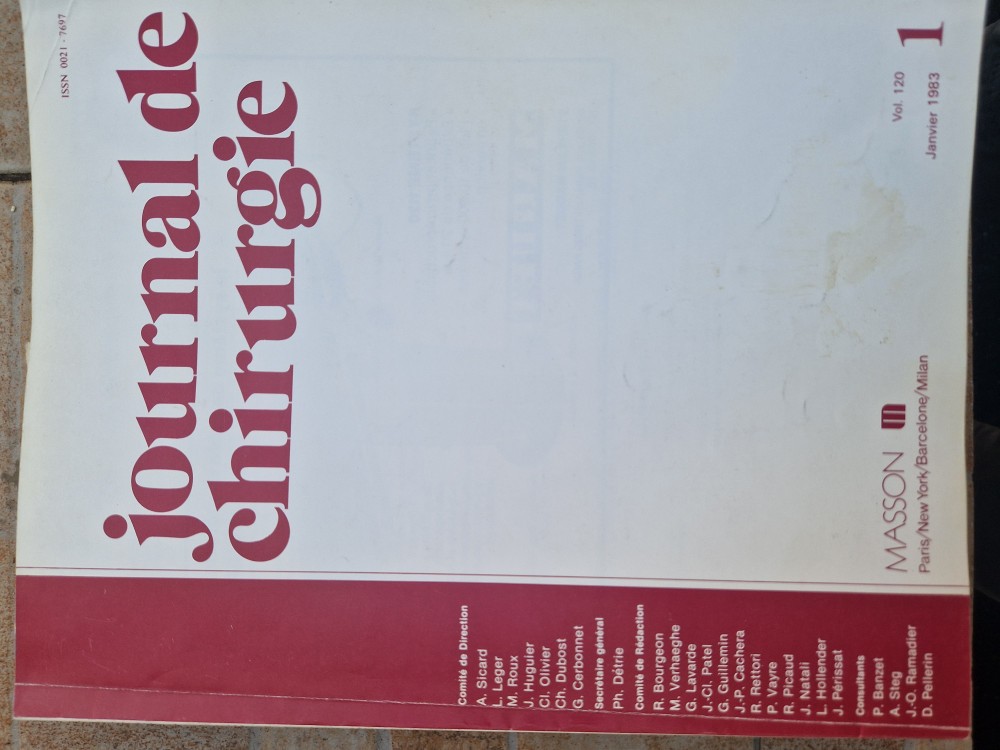 ISSN 0021 - 7697
journal de
chirurgie
Comité de Direction
A. Sicard
L. Leger
M. Roux
J. Huguier
Cl. Olivier
Ch. Dubost
G. Cerbonnet
Secrétaire général
Ph. Détrie
Comité de Rédaction
R. Bourgeon
M. Verhaeghe
G. Lavarde
J.-Cl. Patel
G. Guillemin
J.-P. Cachera
R. Rettori
P. Vayre
R. Picaud
J. Natali
L. Hollender
J. Périssat
Consultants
P. Banzet
A. Steg
J.-O. Ramadier
D. Pellerin
MASSON
Paris/New York/Barcelone/Milan
Vol. 120
Janvier 1983
1